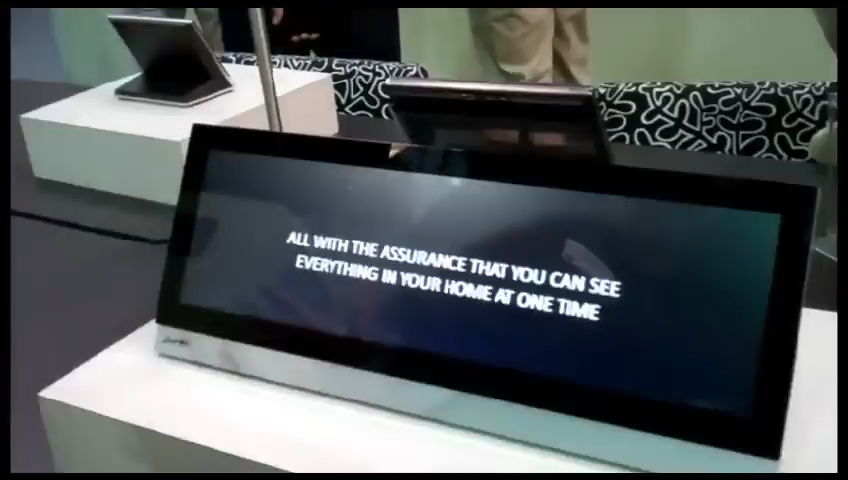 ALL WITH THE ASSURANCE THAT YOU CAN SEE
EVERYTHING IN YOUR HOME AT ONE TIME